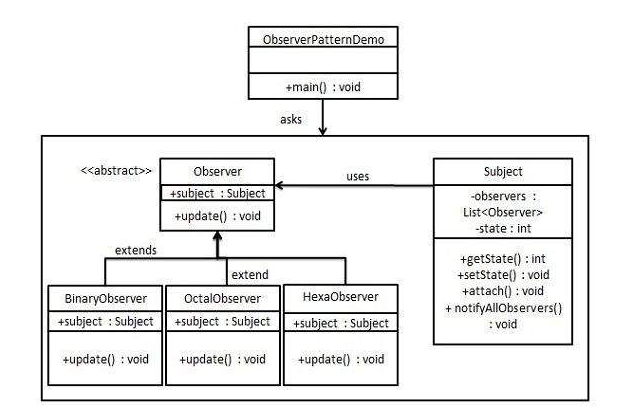 ObserverPatternDemo
+main() : void
asks
<<abstract>>
Observer
+subject : Subject
+update() : void
uses
Subject
-observers :
List<Observer>
-state : int
+getState() : int
+setState() : void
+attach() : void
+ notifyAllObservers()
: void
extends
extend
BinaryObserver
+subject : Subject
+update() : void
OctalObserver
+subject : Subject
+update() : void
HexaObserver
+subject : Subject
+update() : void